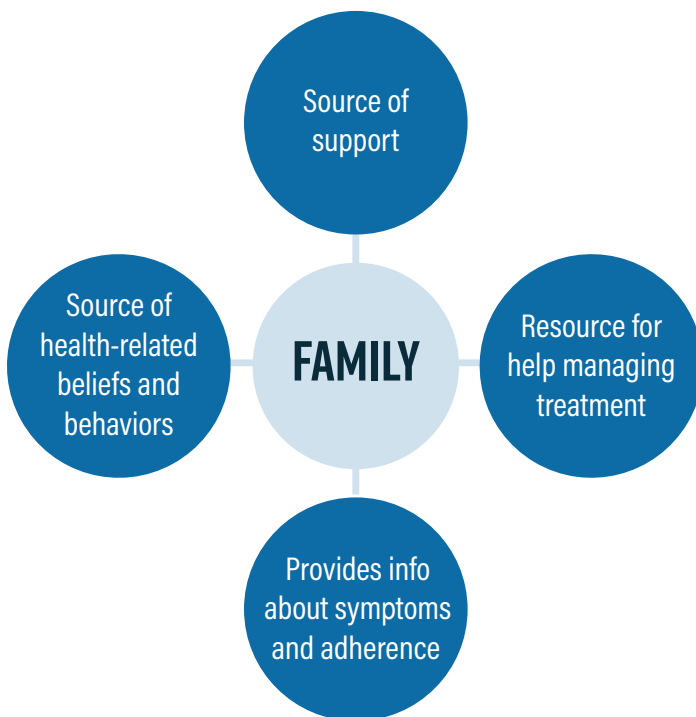 Source of
support
Source of
health-related
beliefs and
behaviors
FAMILY
Resource for
help managing
treatment
Provides info
about symptoms
and adherence